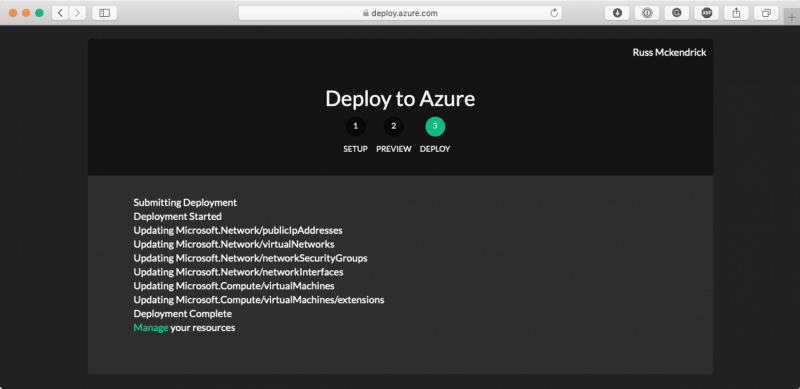 deploy.azure.com
ABP
Russ Mckendrick
Deploy to Azure
1 2 3
SETUP PREVIEW DEPLOY
Submitting Deployment
Deployment Started
Updating Microsoft.Network/publicIpAddresses
Updating Microsoft.Network/virtualNetworks
Updating Microsoft.Network/networkSecurityGroups
Updating Microsoft.Network/networkInterfaces
Updating Microsoft.Compute/virtualMachines
Updating Microsoft.Compute/virtualMachines/extensions
Deployment Complete
Manage your resources